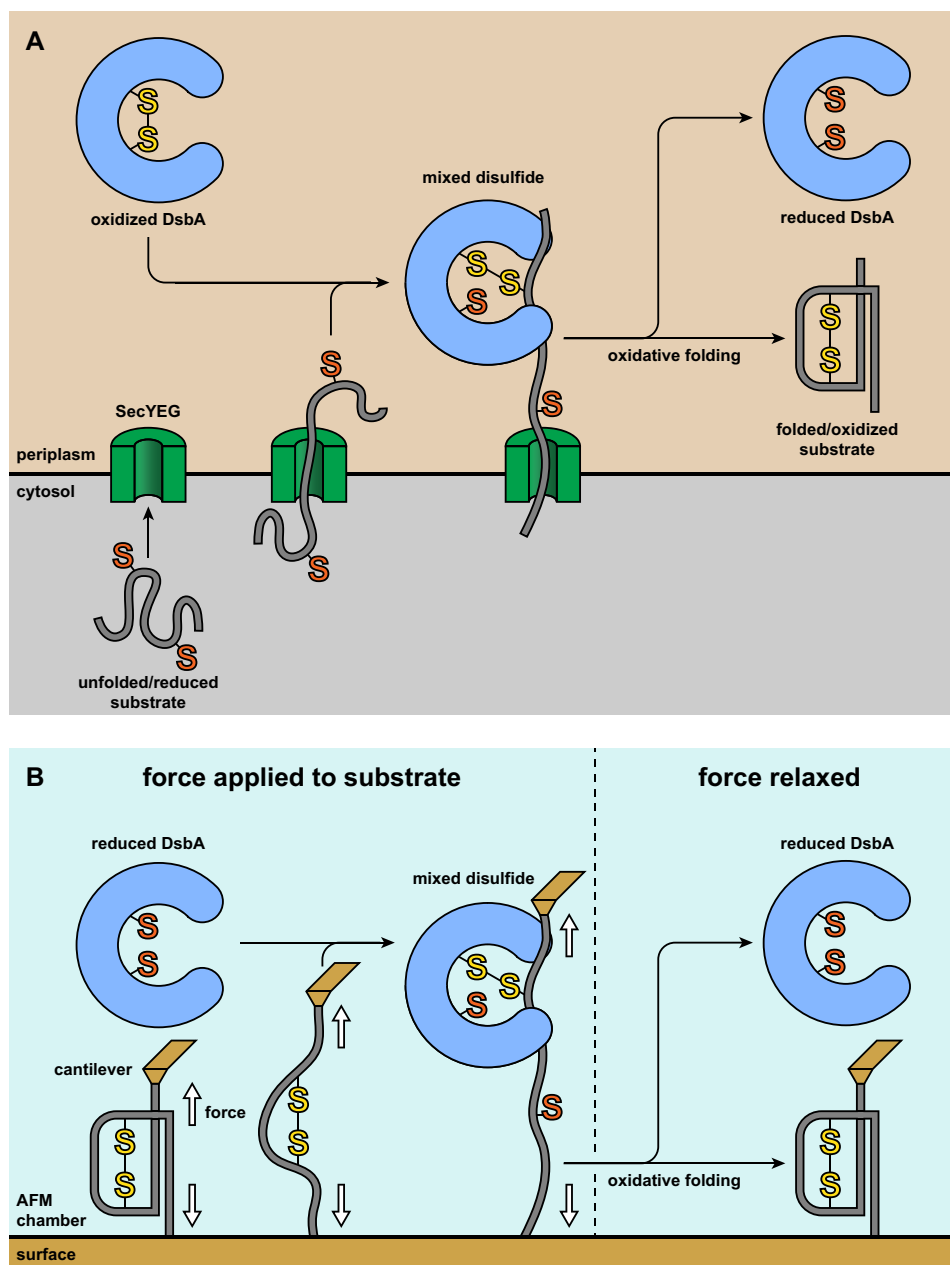 A
S
S
oxidized DsbA
mixed disulfide
S
S
S
S
S
reduced DsbA
oxidative folding
S
S
folded/oxidized
substrate
S
S
SecYEG
periplasm
cytosol
S
S
S
unfolded/reduced
substrate
B
force applied to substrate
force relaxed
reduced DsbA
S
S
mixed disulfide
S
S
S
reduced DsbA
S
S
cantilever
force
S
S
S
S
S
oxidative folding
S
S
AFM
chamber
surface